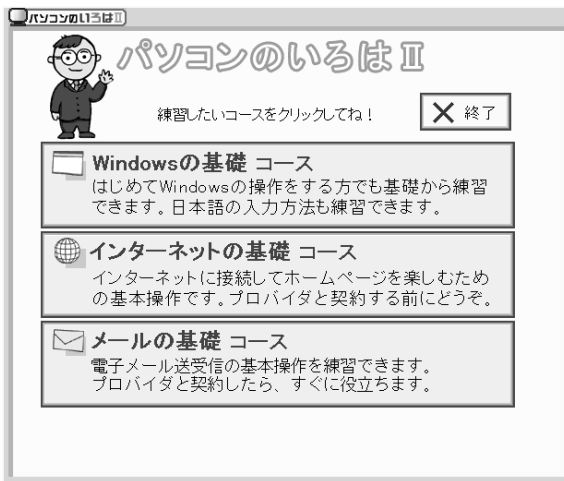 パソコンのいろはⅡ
パソコンのいろはⅡ
練習したいコースをクリックしてね！
終了
Windowsの基礎 コース
はじめてWindowsの操作をする方でも基礎から練習
できます。日本語の入力方法も練習できます。
インターネットの基礎 コース
インターネットに接続してホームページを楽しむため
の基本操作です。プロバイダと契約する前にどうぞ。
メールの基礎 コース
電子メール送受信の基本操作を練習できます。
プロバイダと契約したら、すぐに役立ちます。